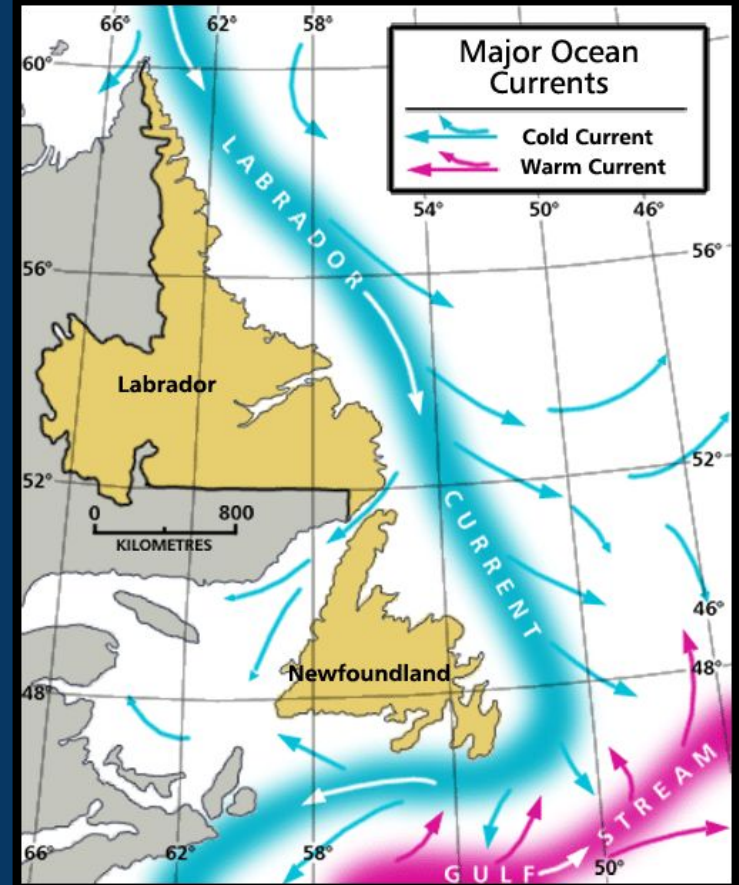 66°
62°
58°
60°
Major Ocean
Currents
Cold Current
Warm Current
54°
50°
46°
LABRADOR
56°
56°
Labrador
52°
52°
0 800
KILOMETRES
CURRENT
46°
Newfoundland
48°
48°
STREAM
66°
62°
58°
GULF
50°